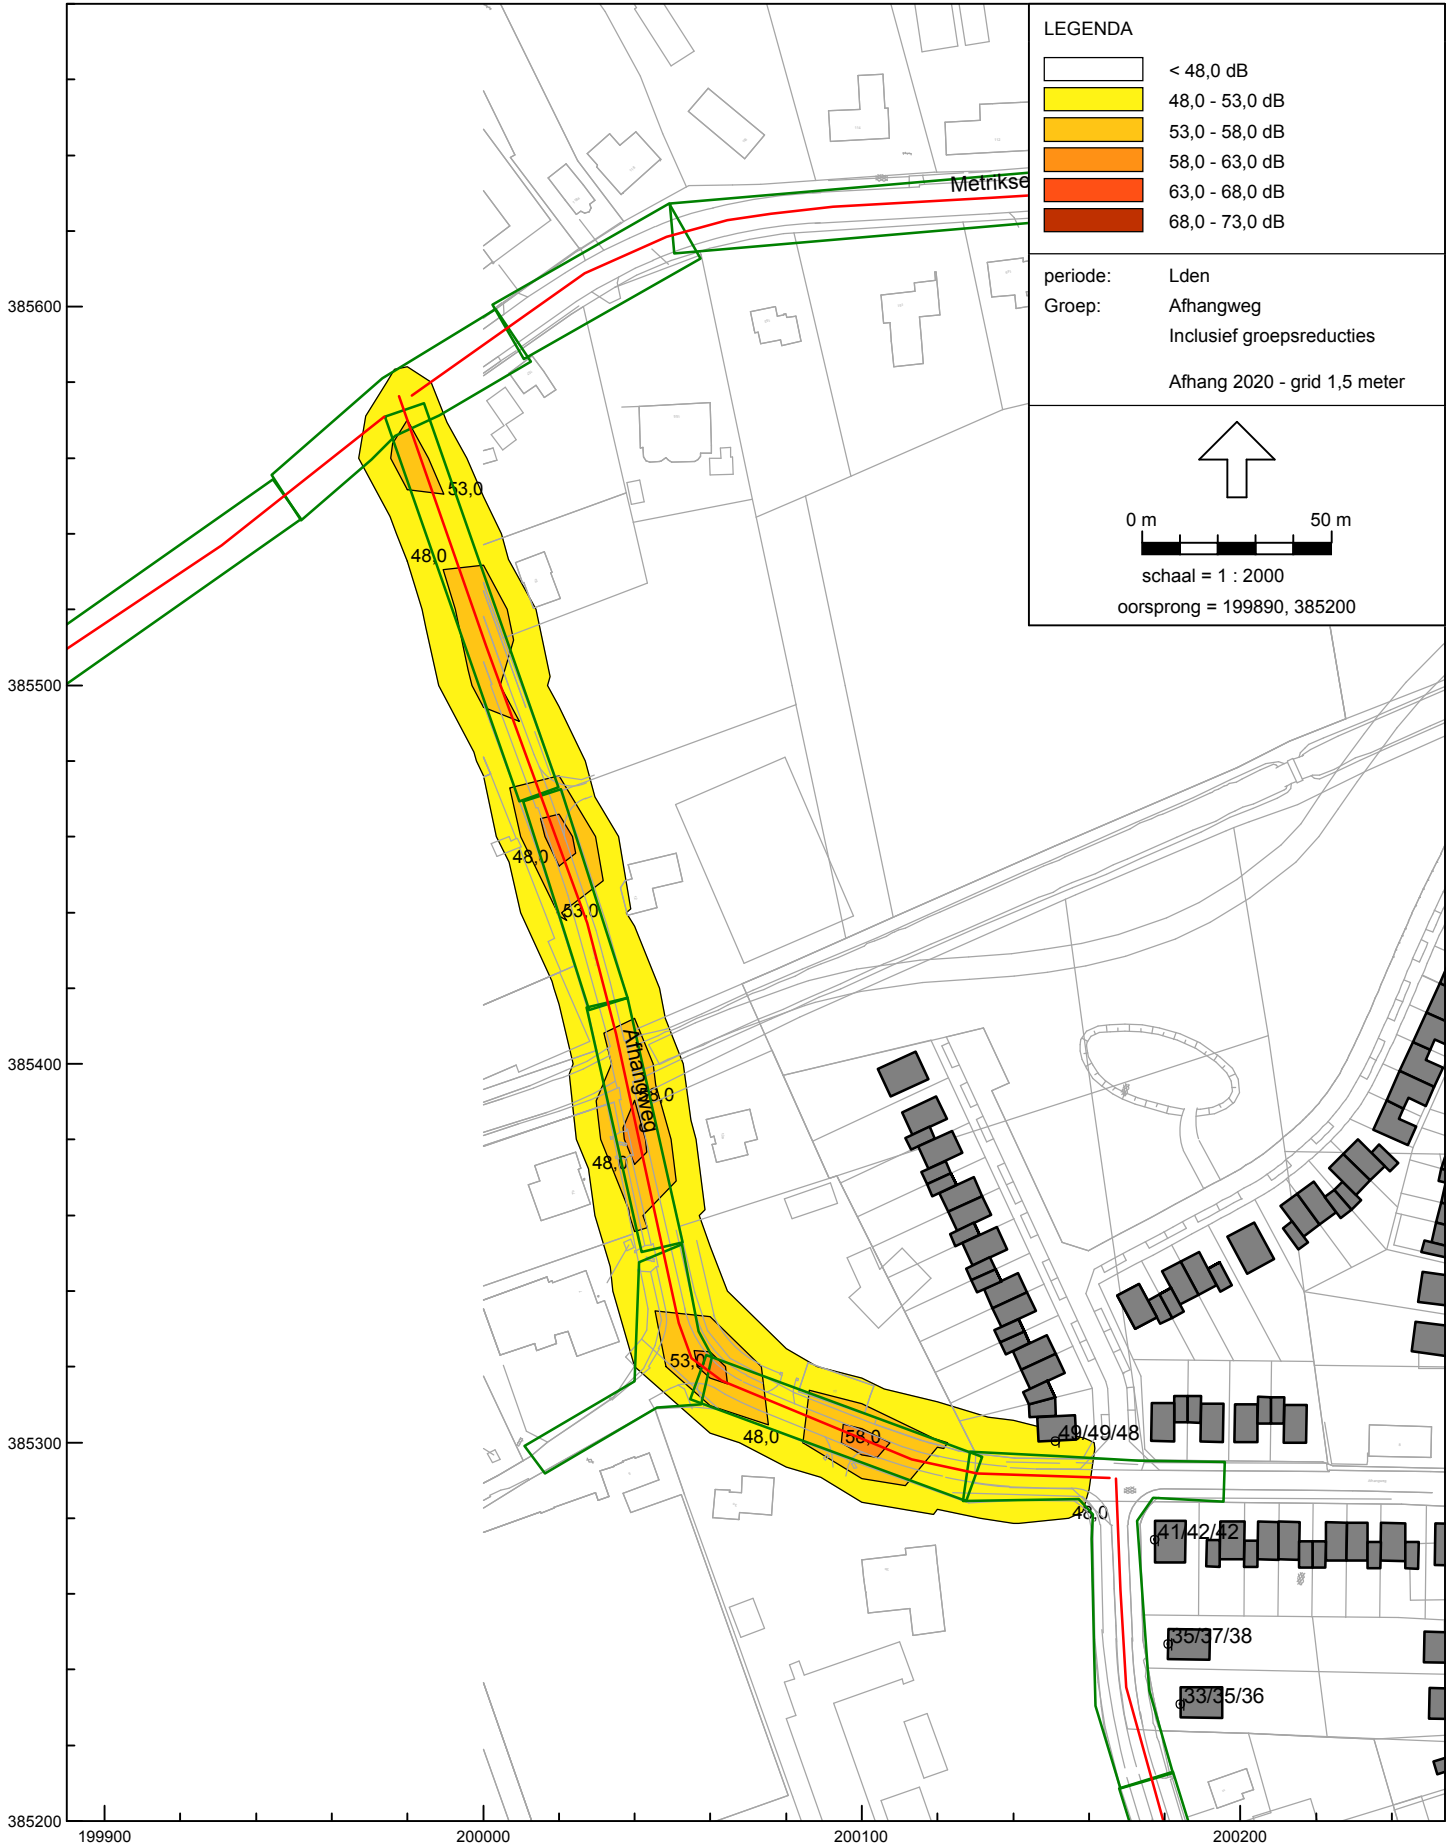 LEGENDA
< 48,0 dB
48,0 - 53,0 dB
53,0 - 58,0 dB
58,0 - 63,0 dB
63,0 - 68,0 dB
68,0 - 73,0 dB
periode: Lden
Groep: Afhangweg
Inclusief groepsreducties
Afhang 2020 - grid 1,5 meter
0 m 50 m
schaal = 1 : 2000
oorsprong = 199890, 385200
Metrikse
385600
53,0
48,0
385500
48,0
53,0
385400
Afhangweg
58,0
48,0
385300
53,0
48,0
58,0
49/49/48
48,0
41/42/42
35/37/38
33/35/36
385200
199900
200000
200100
200200